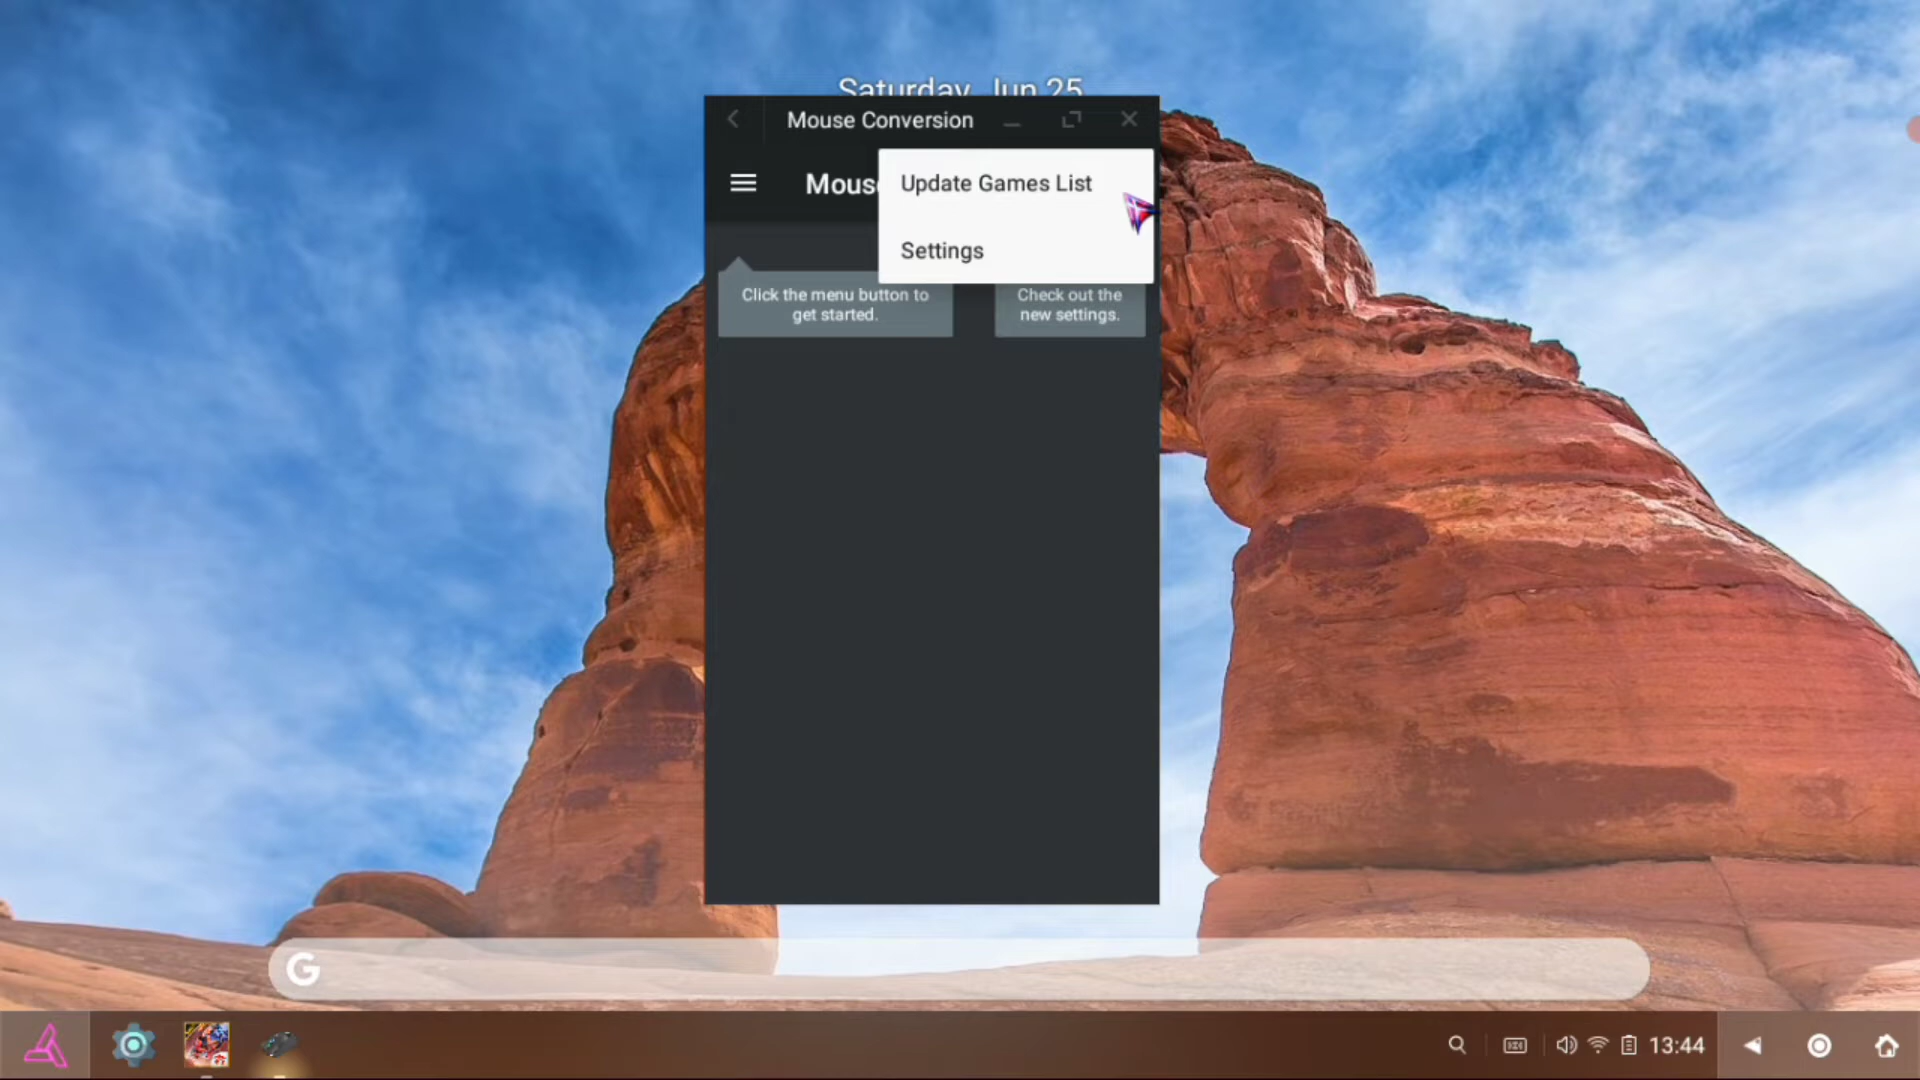 Saturday, Jun 25
Mouse Conversion
Mouse
Update Games List
Settings
Click the menu button to
get started.
Check out the
new settings.
G
13:44